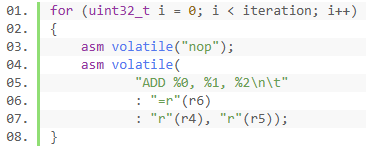 01. for (uint32_t i = 0; i < iteration; i++)
02. {
03.     asm volatile("nop");
04.     asm volatile(
05.             "ADD %0, %1, %2\n\t"
06.             : "=r"(r6)
07.             : "r"(r4), "r"(r5));
08. }